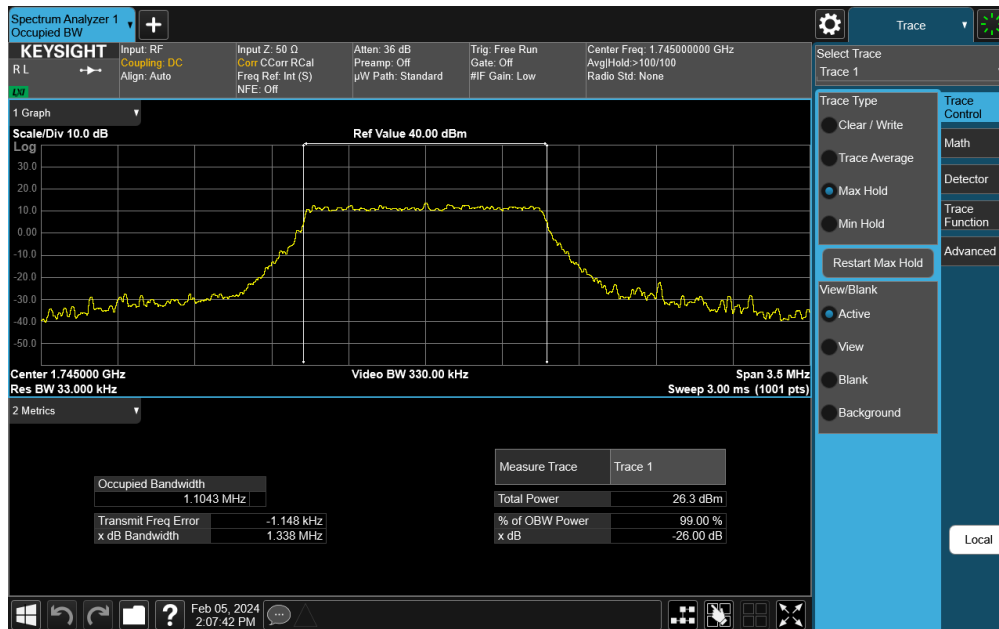 Spectrum Analyzer 1
Occupied BW
KEYSIGHT
R L
LXI
Input: RF
Coupling: DC
Align: Auto
Input Z: 50 Ω
Corr CCorr RCal
Freq Ref: Int (S)
NFE: Off
Atten: 36 dB
Preamp: Off
µW Path: Standard
Trig: Free Run
Gate: Off
#IF Gain: Low
Center Freq: 1.745000000 GHz
Avg|Hold:>100/100
Radio Std: None
1 Graph
Scale/Div 10.0 dB
Ref Value 40.00 dBm
Log
30.0
20.0
10.0
0.00
-10.0
-20.0
-30.0
-40.0
-50.0
Center 1.745000 GHz
Video BW 330.00 kHz
Span 3.5 MHz
Res BW 33.000 kHz
Sweep 3.00 ms (1001 pts)
2 Metrics
Occupied Bandwidth
1.1043 MHz
Transmit Freq Error -1.148 kHz
x dB Bandwidth 1.338 MHz
Measure Trace Trace 1
Total Power 26.3 dBm
% of OBW Power 99.00 %
x dB -26.00 dB
Feb 05, 2024
2:07:42 PM
Trace
Select Trace
Trace 1
Trace Type
Clear / Write
Trace Average
Max Hold
Min Hold
Restart Max Hold
View/Blank
Active
View
Blank
Background
Trace
Control
Math
Detector
Trace
Function
Advanced
Local